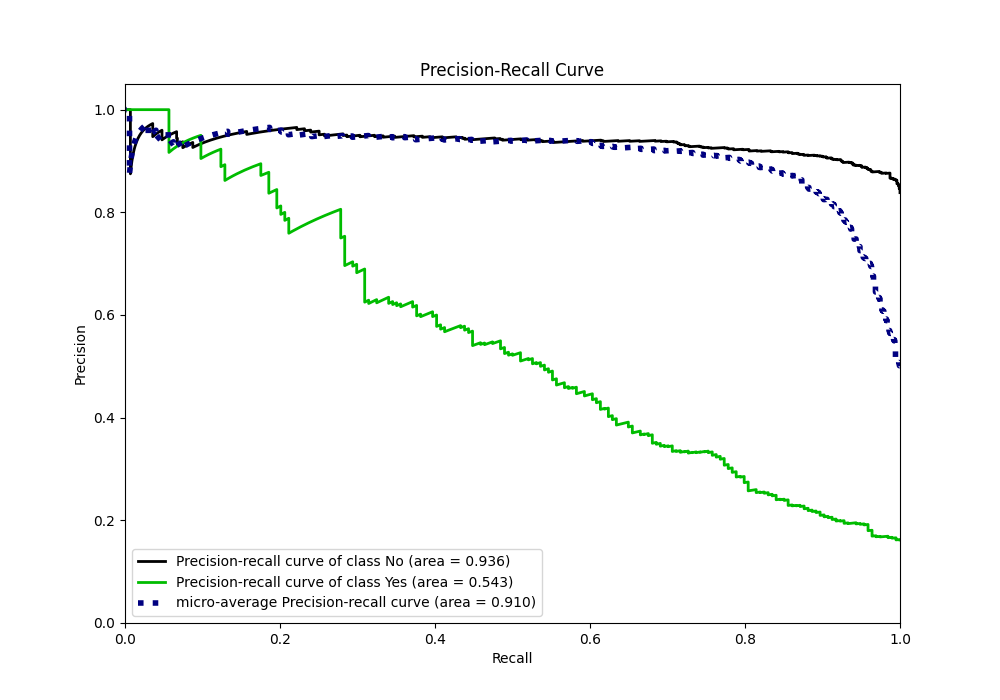 Precision-Recall Curve
1.0
0.8
0.6
0.4
0.2
0.0
Precision
0.0 0.2 0.4 0.6 0.8 1.0
Recall
Precision-recall curve of class No (area = 0.936)
Precision-recall curve of class Yes (area = 0.543)
micro-average Precision-recall curve (area = 0.910)